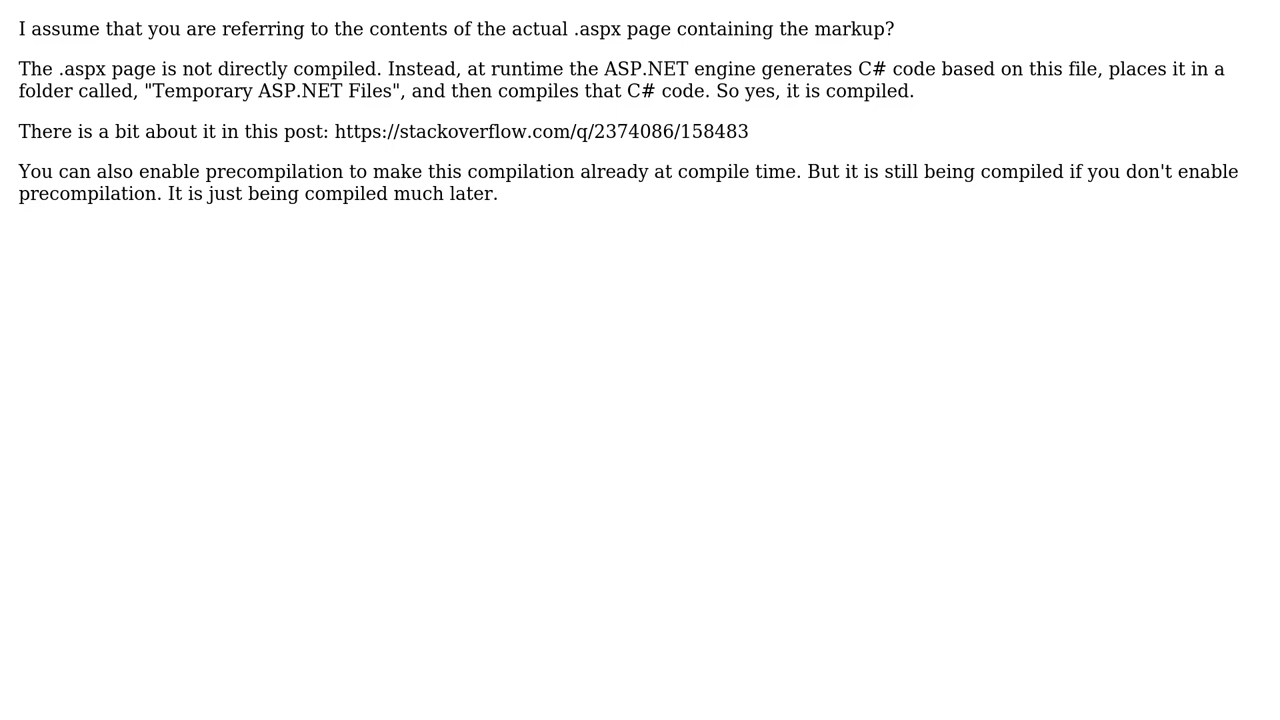 I assume that you are referring to the contents of the actual .aspx page containing the markup?
The .aspx page is not directly compiled. Instead, at runtime the ASP.NET engine generates C# code based on this file, places it in a
folder called, "Temporary ASP.NET Files", and then compiles that C# code. So yes, it is compiled.
There is a bit about it in this post: https://stackoverflow.com/q/2374086/158483
You can also enable precompilation to make this compilation already at compile time. But it is still being compiled if you don't enable
precompilation. It is just being compiled much later.